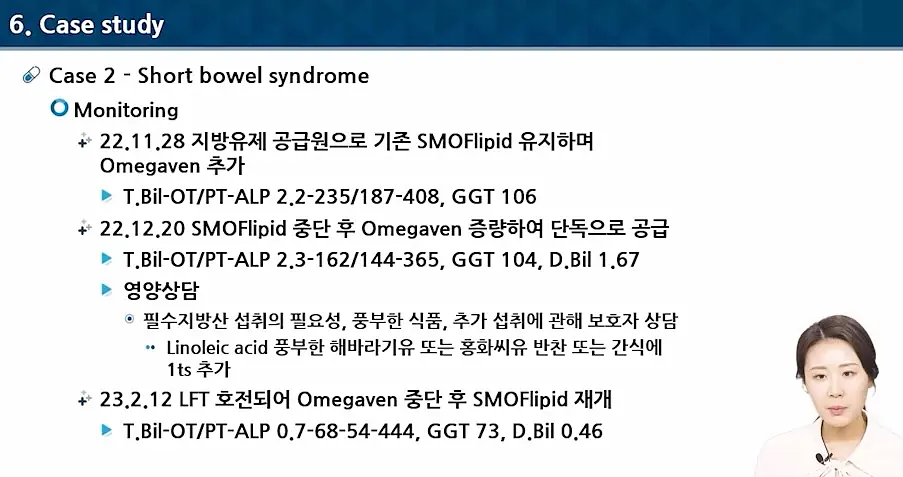 6. Case study
Case 2 - Short bowel syndrome
Monitoring
22.11.28 지방유제 공급원으로 기존 SMOFlipid 유지하며
Omegaven 추가
T.Bil-OT/PT-ALP 2.2-235/187-408, GGT 106
22.12.20 SMOFlipid 중단 후 Omegaven 증량하여 단독으로 공급
T.Bil-OT/PT-ALP 2.3-162/144-365, GGT 104, D.Bil 1.67
영양상담
필수지방산 섭취의 필요성, 풍부한 식품, 추가 섭취에 관해 보호자 상담
Linoleic acid 풍부한 해바라기유 또는 홍화씨유 반찬 또는 간식에
1ts 추가
23.2.12 LFT 호전되어 Omegaven 중단 후 SMOFlipid 재개
T.Bil-OT/PT-ALP 0.7-68-54-444, GGT 73, D.Bil 0.46